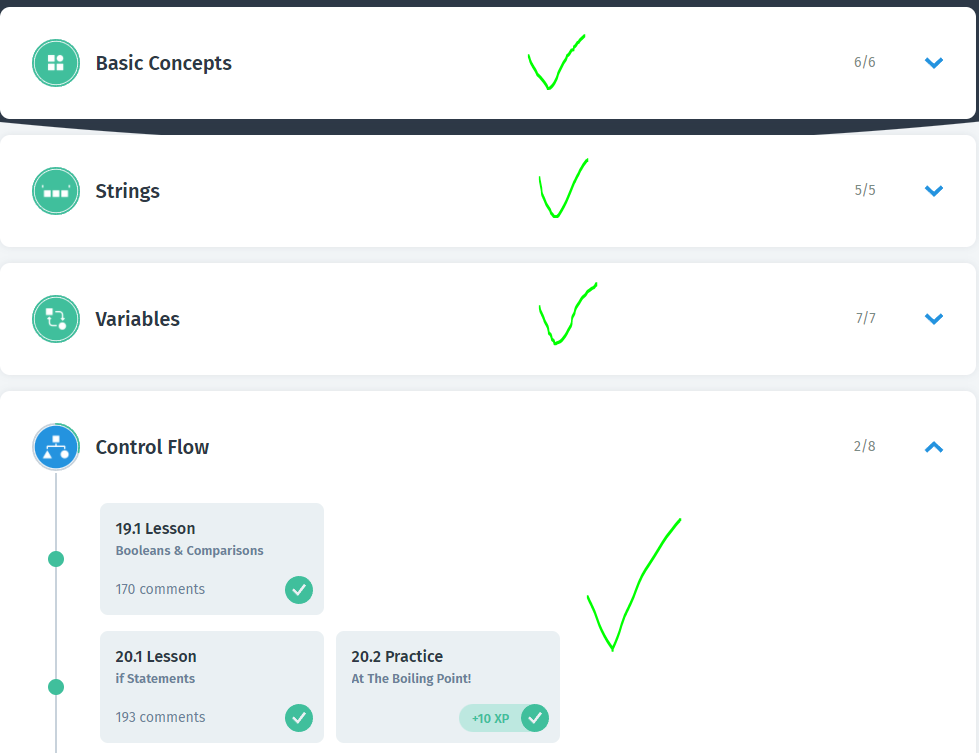 Basic Concepts 6/6
Strings 5/5
Variables 7/7
Control Flow 2/8
19.1 Lesson
Booleans & Comparisons
170 comments
20.1 Lesson
if Statements
193 comments
20.2 Practice
At The Boiling Point!
+10 XP